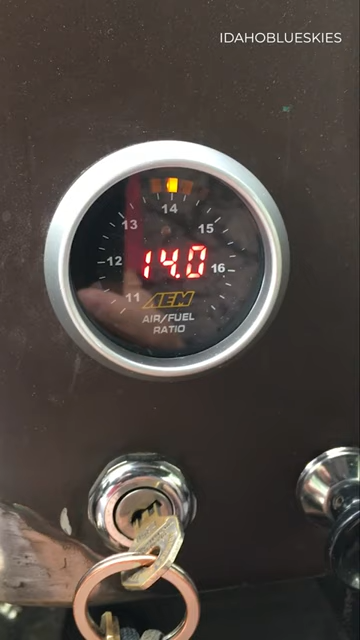 IDAHOBLUESKIES
14
13
15
12
14.0
16
11
AEM
AIR/FUEL
RATIO